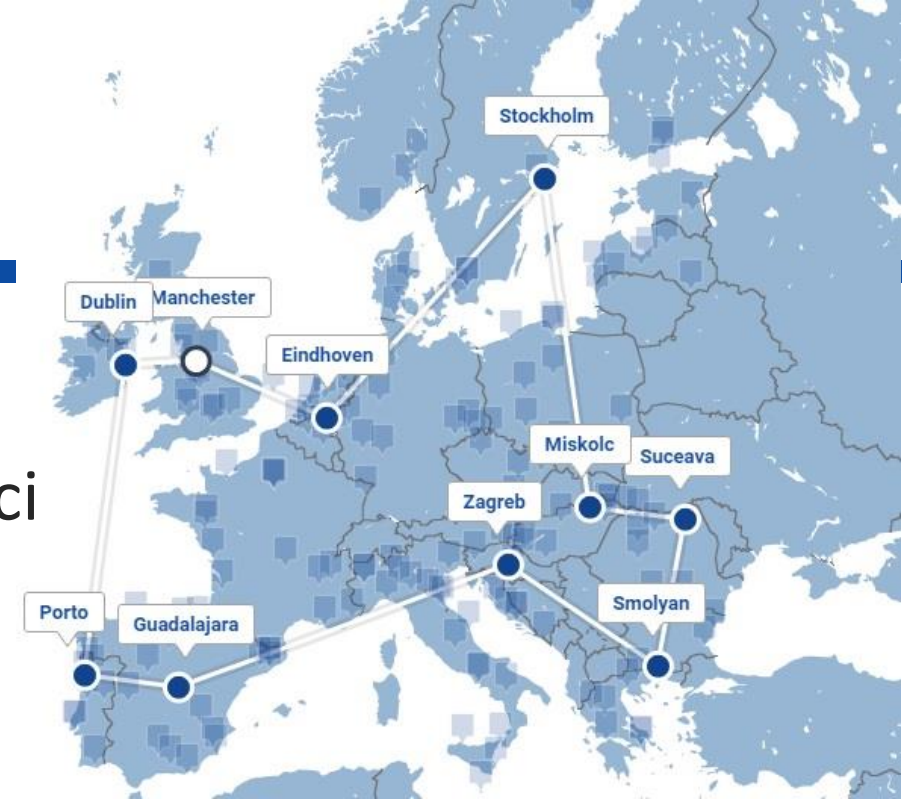 Stockholm
Dublin
Manchester
Eindhoven
Miskolc
Suceava
ci
Zagreb
Smolyan
Porto
Guadalajara